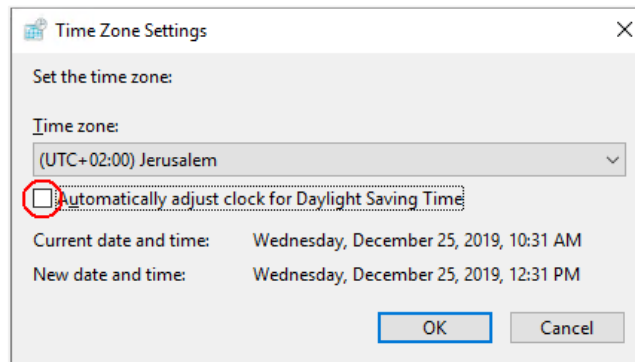 Time Zone Settings
Set the time zone:
Time zone:
(UTC+02:00) Jerusalem
Automatically adjust clock for Daylight Saving Time
Current date and time: Wednesday, December 25, 2019, 10:31 AM
New date and time: Wednesday, December 25, 2019, 12:31 PM
OK Cancel